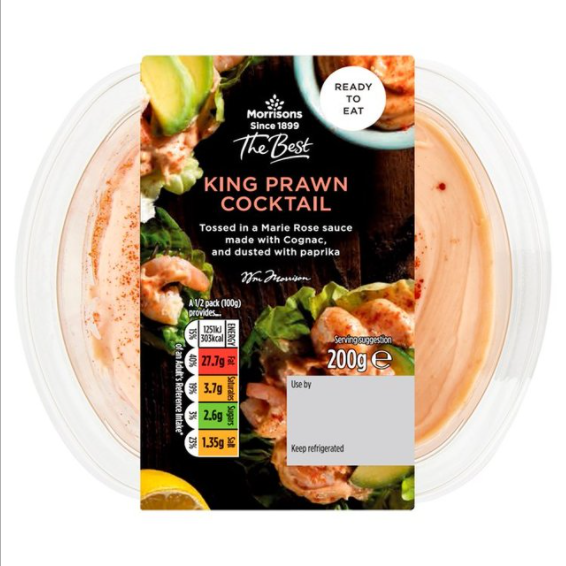 READY
TO
EAT
Morrisons
Since 1899
The Best
KING PRAWN
COCKTAIL
Tossed in a Marie Rose sauce
made with Cognac,
and dusted with paprika
Wm Morrison
A 1/2 pack (100g)
provides...
15% 1251kJ 303kcal ENERGY
40% 27.7g Fat
19% 3.7g Saturates
3% 2.6g Sugars
23% 1.35g Salt
of an Adult's Reference Intake*
Serving suggestion
200g ℮
Use by
Keep refrigerated